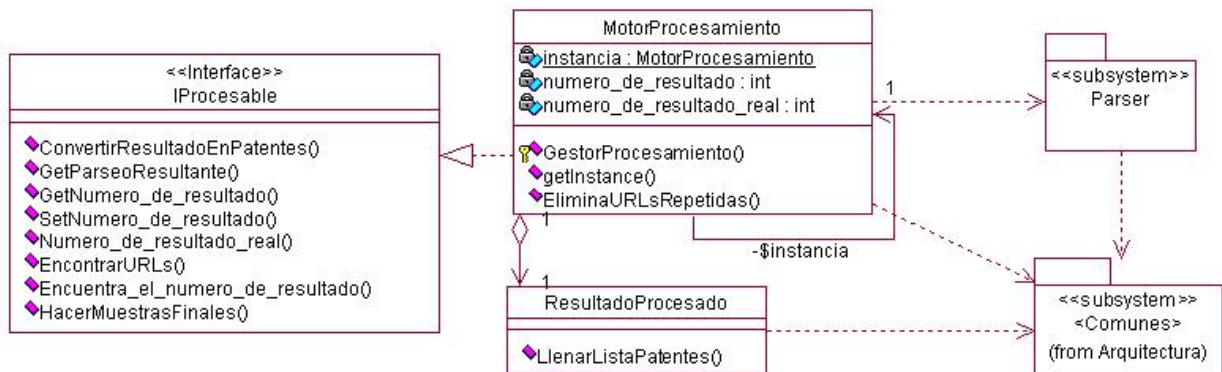 <<Interface>>
IProcesable
ConvertirResultadoEnPatentes()
GetParseoResultante()
GetNumero_de_resultado()
SetNumero_de_resultado()
Numero_de_resultado_real()
EncontrarURLs()
Encuentra_el_numero_de_resultado()
HacerMuestrasFinales()
MotorProcesamiento
instancia : MotorProcesamiento
numero_de_resultado : int
numero_de_resultado_real : int
GestorProcesamiento()
getInstance()
EliminaURLsRepetidas()
1
1
-$instancia
1
ResultadoProcesado
LlenarListaPatentes()
<<subsystem>>
Parser
<<subsystem>>
<Comunes>
(from Arquitectura)